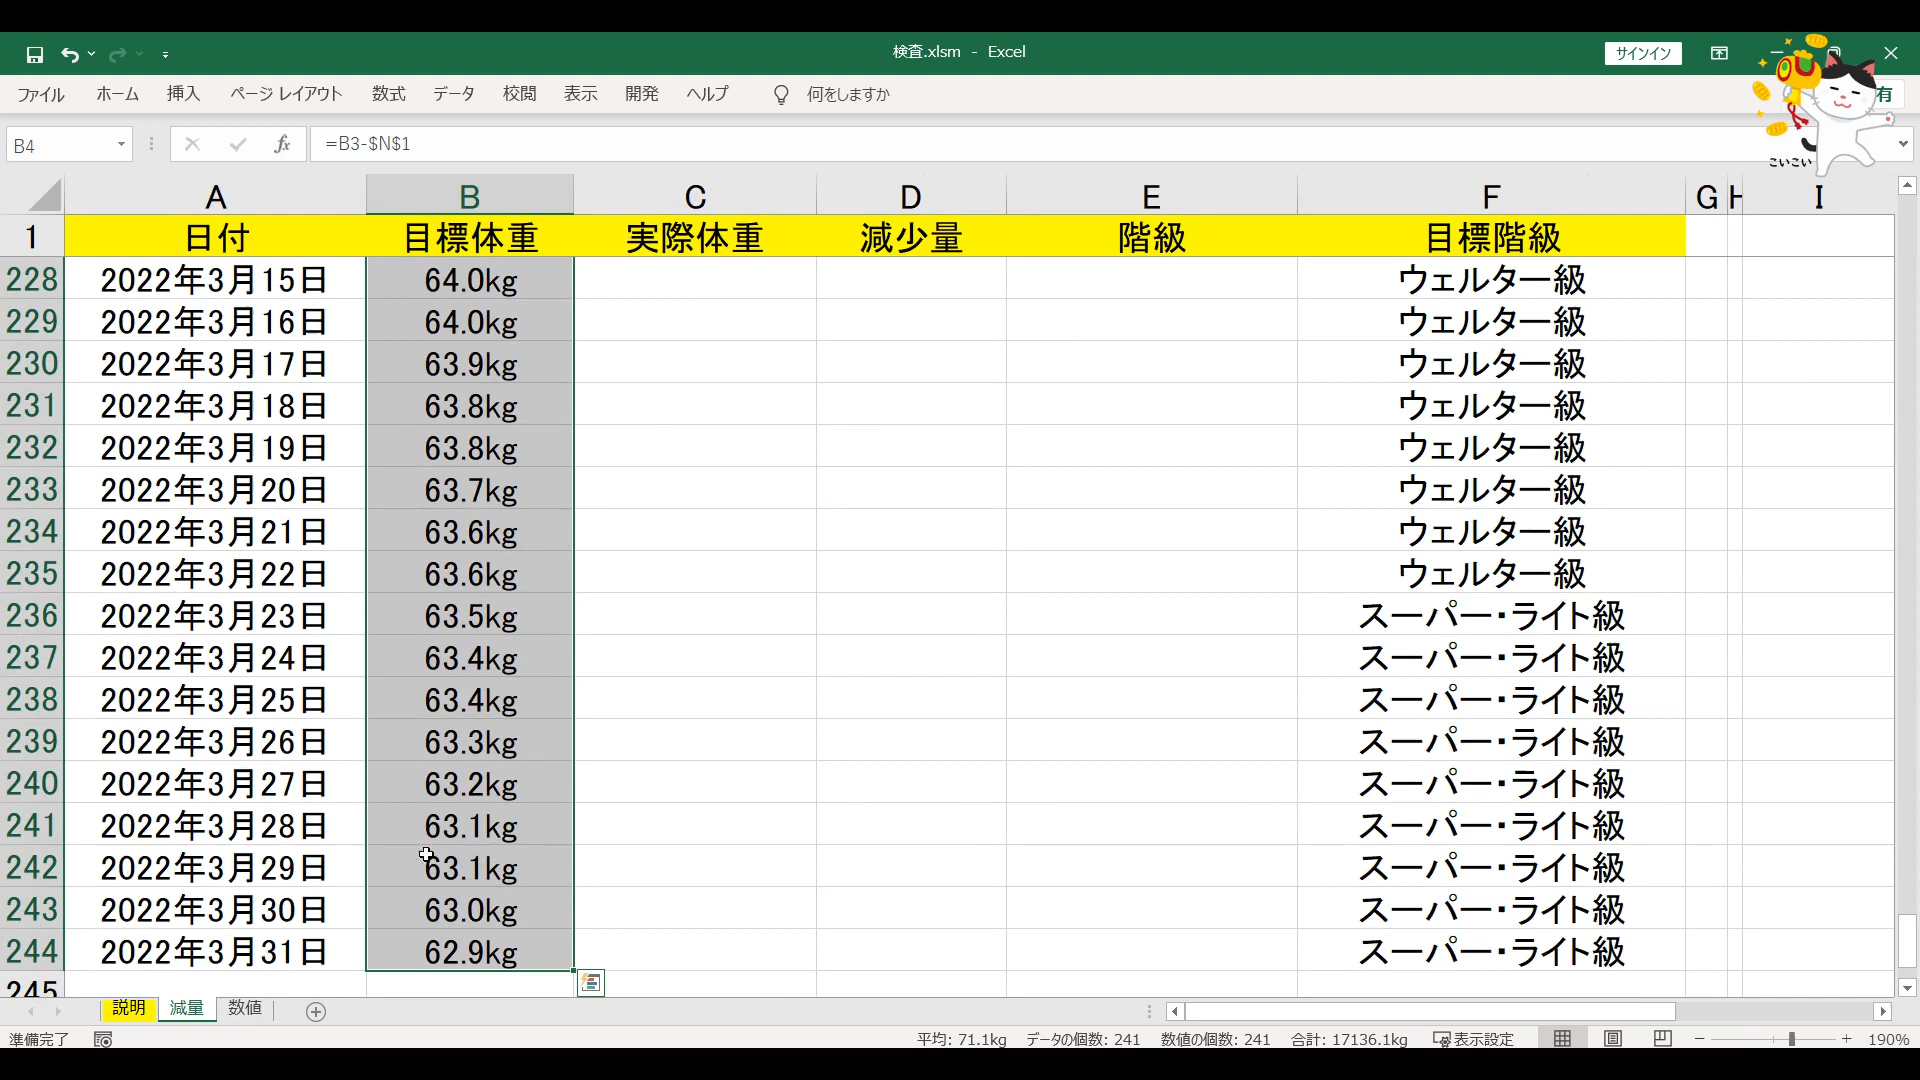 検査.xlsm - Excel
サインイン
ファイル ホーム 挿入 ページ レイアウト 数式 データ 校閲 表示 開発 ヘルプ 何をしますか 有
こいこい
B4 fx =B3-$N$1
A B C D E F G H I
1 日付 目標体重 実際体重 減少量 階級 目標階級
228 2022年3月15日 64.0kg ウェルター級
229 2022年3月16日 64.0kg ウェルター級
230 2022年3月17日 63.9kg ウェルター級
231 2022年3月18日 63.8kg ウェルター級
232 2022年3月19日 63.8kg ウェルター級
233 2022年3月20日 63.7kg ウェルター級
234 2022年3月21日 63.6kg ウェルター級
235 2022年3月22日 63.6kg ウェルター級
236 2022年3月23日 63.5kg スーパー・ライト級
237 2022年3月24日 63.4kg スーパー・ライト級
238 2022年3月25日 63.4kg スーパー・ライト級
239 2022年3月26日 63.3kg スーパー・ライト級
240 2022年3月27日 63.2kg スーパー・ライト級
241 2022年3月28日 63.1kg スーパー・ライト級
242 2022年3月29日 63.1kg スーパー・ライト級
243 2022年3月30日 63.0kg スーパー・ライト級
244 2022年3月31日 62.9kg スーパー・ライト級
245
説明 減量 数値
準備完了 平均: 71.1kg データの個数: 241 数値の個数: 241 合計: 17136.1kg 表示設定 190%